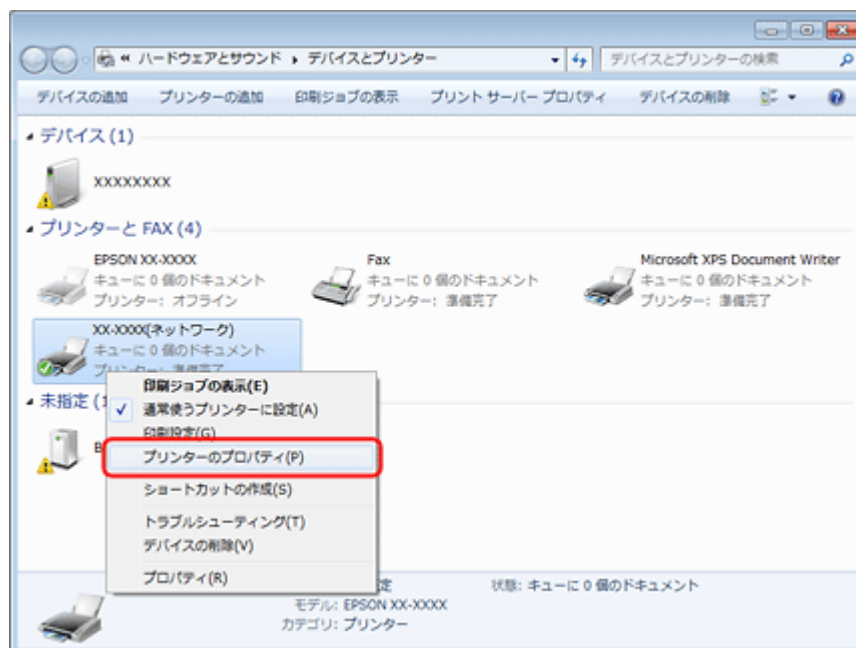 ハードウェアとサウンド
デバイスとプリンター
デバイスとプリンターの検索
デバイスの追加 プリンターの追加 印刷ジョブの表示 プリント サーバー プロパティ デバイスの削除
デバイス (1)
XXXXXXXX
プリンターと FAX (4)
EPSON XX-XXXX
キューに 0 個のドキュメント
プリンター: オフライン
Fax
キューに 0 個のドキュメント
プリンター: 準備完了
Microsoft XPS Document Writer
キューに 0 個のドキュメント
プリンター: 準備完了
XX-XXXX(ネットワーク)
キューに 0 個のドキュメント
プリンター: 準備完了
未指定 (1
印刷ジョブの表示(E)
通常使うプリンターに設定(A)
印刷設定(G)
プリンターのプロパティ(P)
ショートカットの作成(S)
トラブルシューティング(T)
デバイスの削除(V)
プロパティ(R)
定
状態: キューに 0 個のドキュメント
モデル: EPSON XX-XXXX
カテゴリ: プリンター